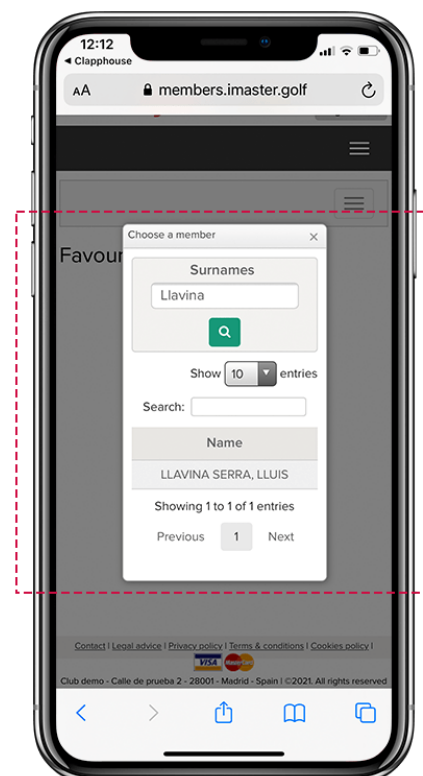 12:12
◀ Clapphouse
AA members.imaster.golf
Choose a member ×
Favour
Surnames
Llavina
Show 10 entries
Search:
Name
LLAVINA SERRA, LLUIS
Showing 1 to 1 of 1 entries
Previous 1 Next
Contact | Legal advice | Privacy policy | Terms & conditions | Cookies policy |
VISA MasterCard
Club demo - Calle de prueba 2 - 28001 - Madrid - Spain | ©2021. All rights reserved